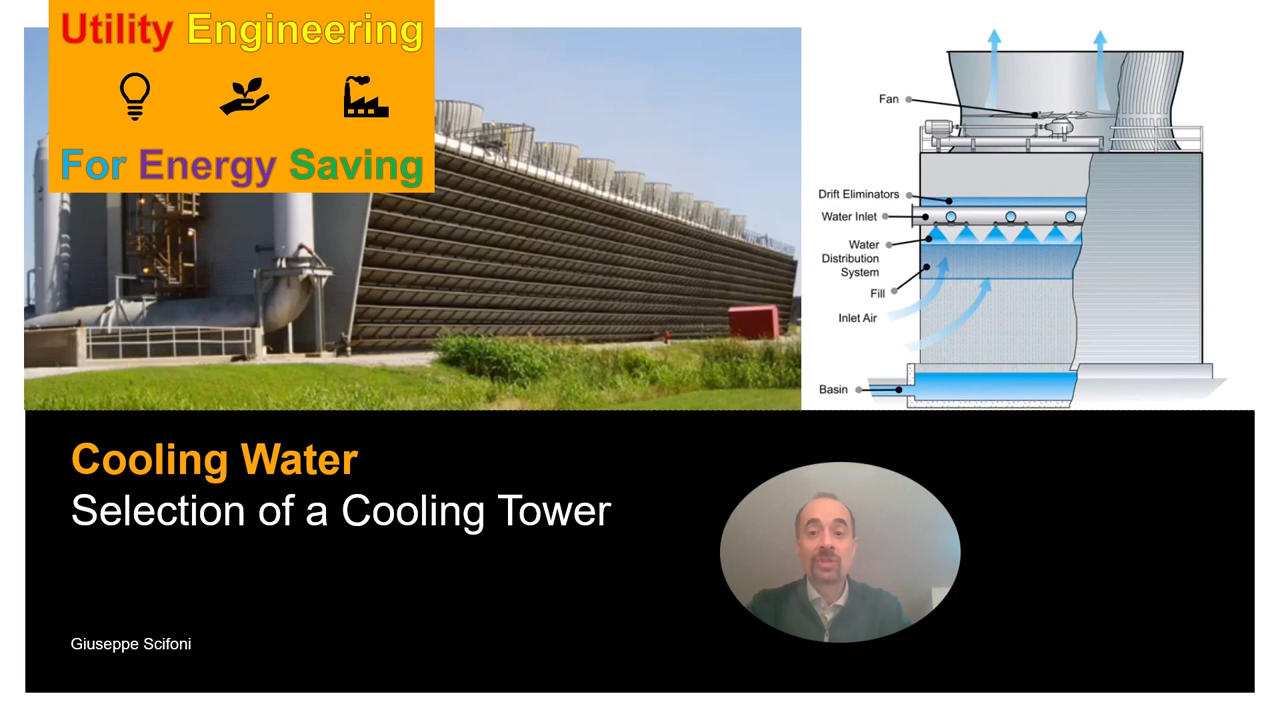 Utility Engineering
For Energy Saving
Fan
Drift Eliminators
Water Inlet
Water
Distribution
System
Fill
Inlet Air
Basin
Cooling Water
Selection of a Cooling Tower
Giuseppe Scifoni